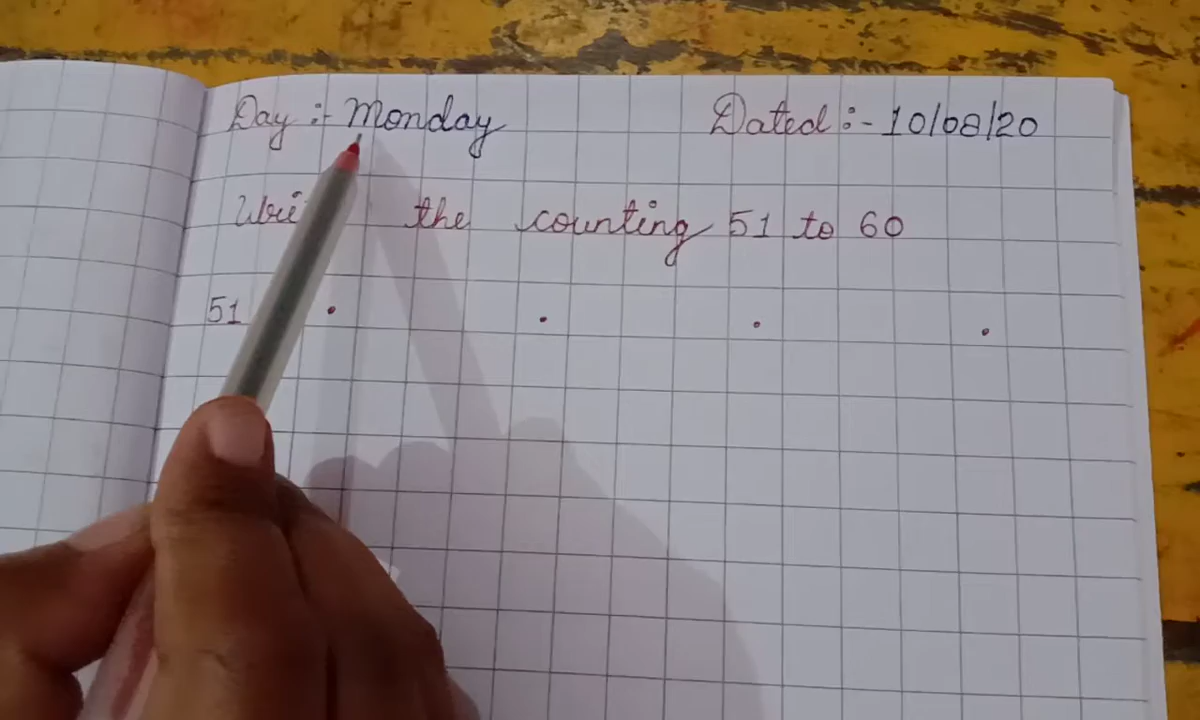 Day :- Monday Dated :- 10/08/20
the counting 51 to 60
51 . . . .